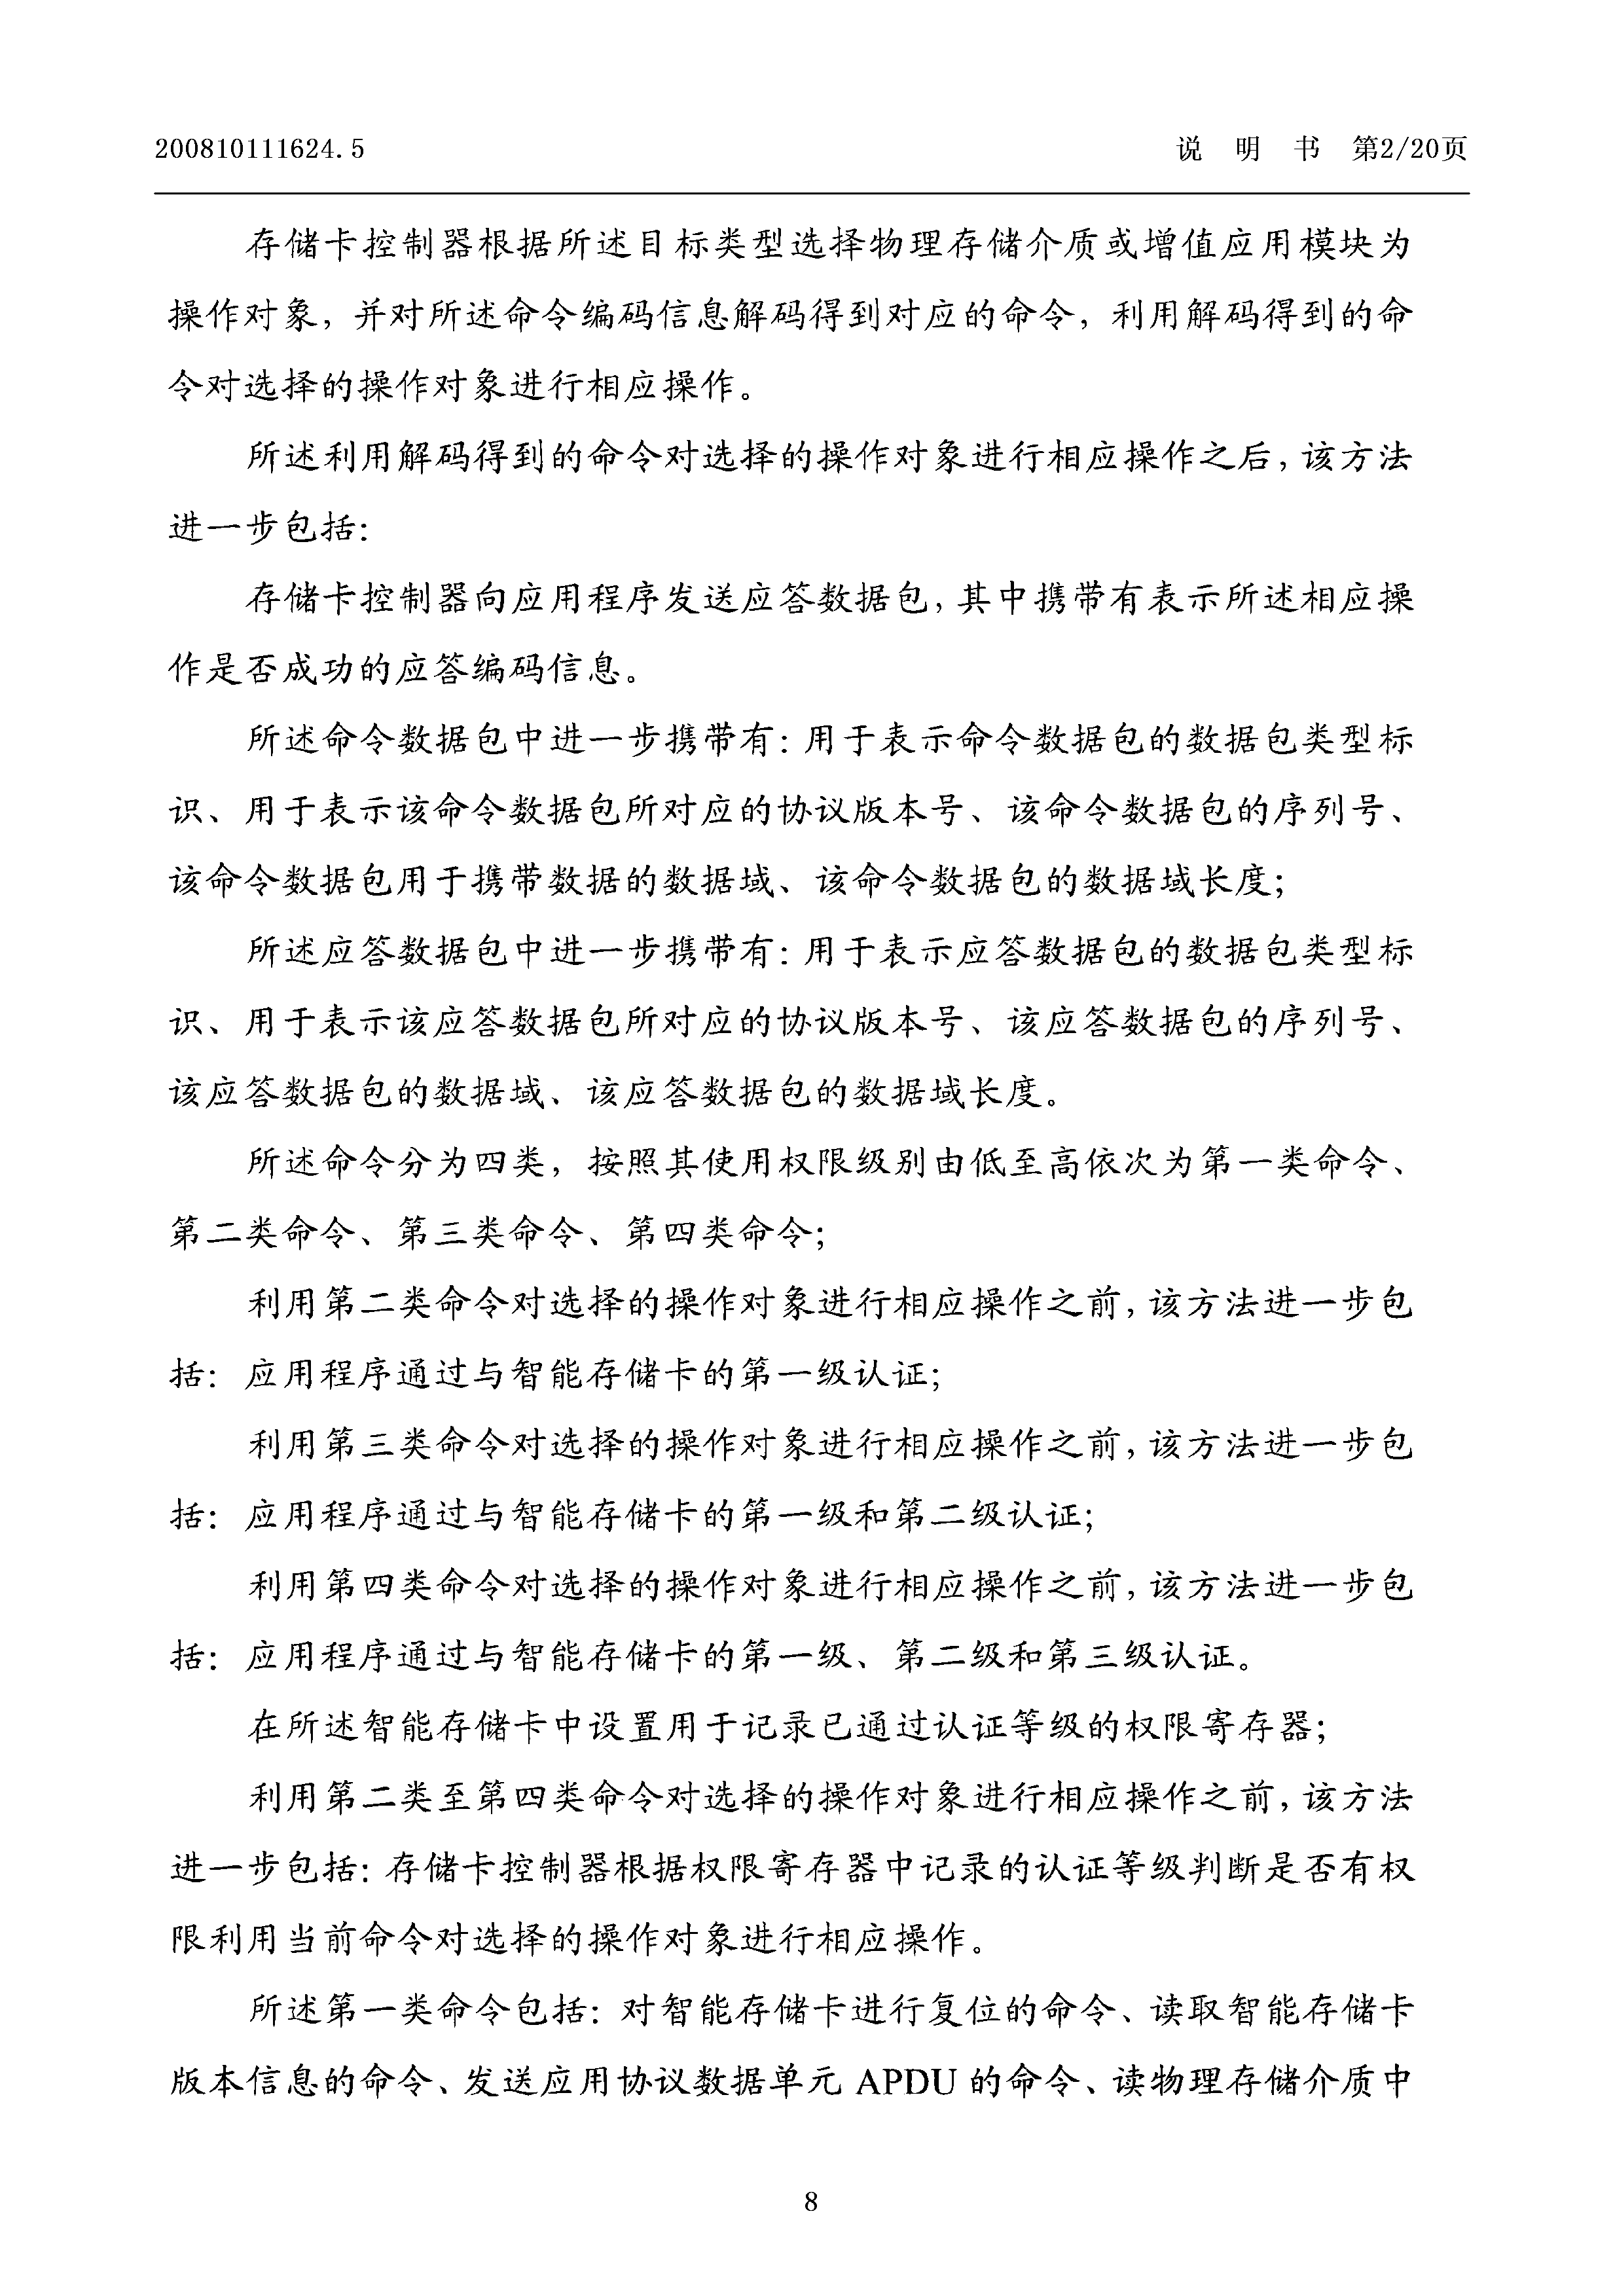 200810111624.5 说 明 书 第2/20页
存储卡控制器根据所述目标类型选择物理存储介质或增值应用模块为
操作对象，并对所述命令编码信息解码得到对应的命令，利用解码得到的命
令对选择的操作对象进行相应操作。
所述利用解码得到的命令对选择的操作对象进行相应操作之后，该方法
进一步包括：
存储卡控制器向应用程序发送应答数据包，其中携带有表示所述相应操
作是否成功的应答编码信息。
所述命令数据包中进一步携带有：用于表示命令数据包的数据包类型标
识、用于表示该命令数据包所对应的协议版本号、该命令数据包的序列号、
该命令数据包用于携带数据的数据域、该命令数据包的数据域长度；
所述应答数据包中进一步携带有：用于表示应答数据包的数据包类型标
识、用于表示该应答数据包所对应的协议版本号、该应答数据包的序列号、
该应答数据包的数据域、该应答数据包的数据域长度。
所述命令分为四类，按照其使用权限级别由低至高依次为第一类命令、
第二类命令、第三类命令、第四类命令；
利用第二类命令对选择的操作对象进行相应操作之前，该方法进一步包
括：应用程序通过与智能存储卡的第一级认证；
利用第三类命令对选择的操作对象进行相应操作之前，该方法进一步包
括：应用程序通过与智能存储卡的第一级和第二级认证；
利用第四类命令对选择的操作对象进行相应操作之前，该方法进一步包
括：应用程序通过与智能存储卡的第一级、第二级和第三级认证。
在所述智能存储卡中设置用于记录已通过认证等级的权限寄存器；
利用第二类至第四类命令对选择的操作对象进行相应操作之前，该方法
进一步包括：存储卡控制器根据权限寄存器中记录的认证等级判断是否有权
限利用当前命令对选择的操作对象进行相应操作。
所述第一类命令包括：对智能存储卡进行复位的命令、读取智能存储卡
版本信息的命令、发送应用协议数据单元 APDU 的命令、读物理存储介质中
8